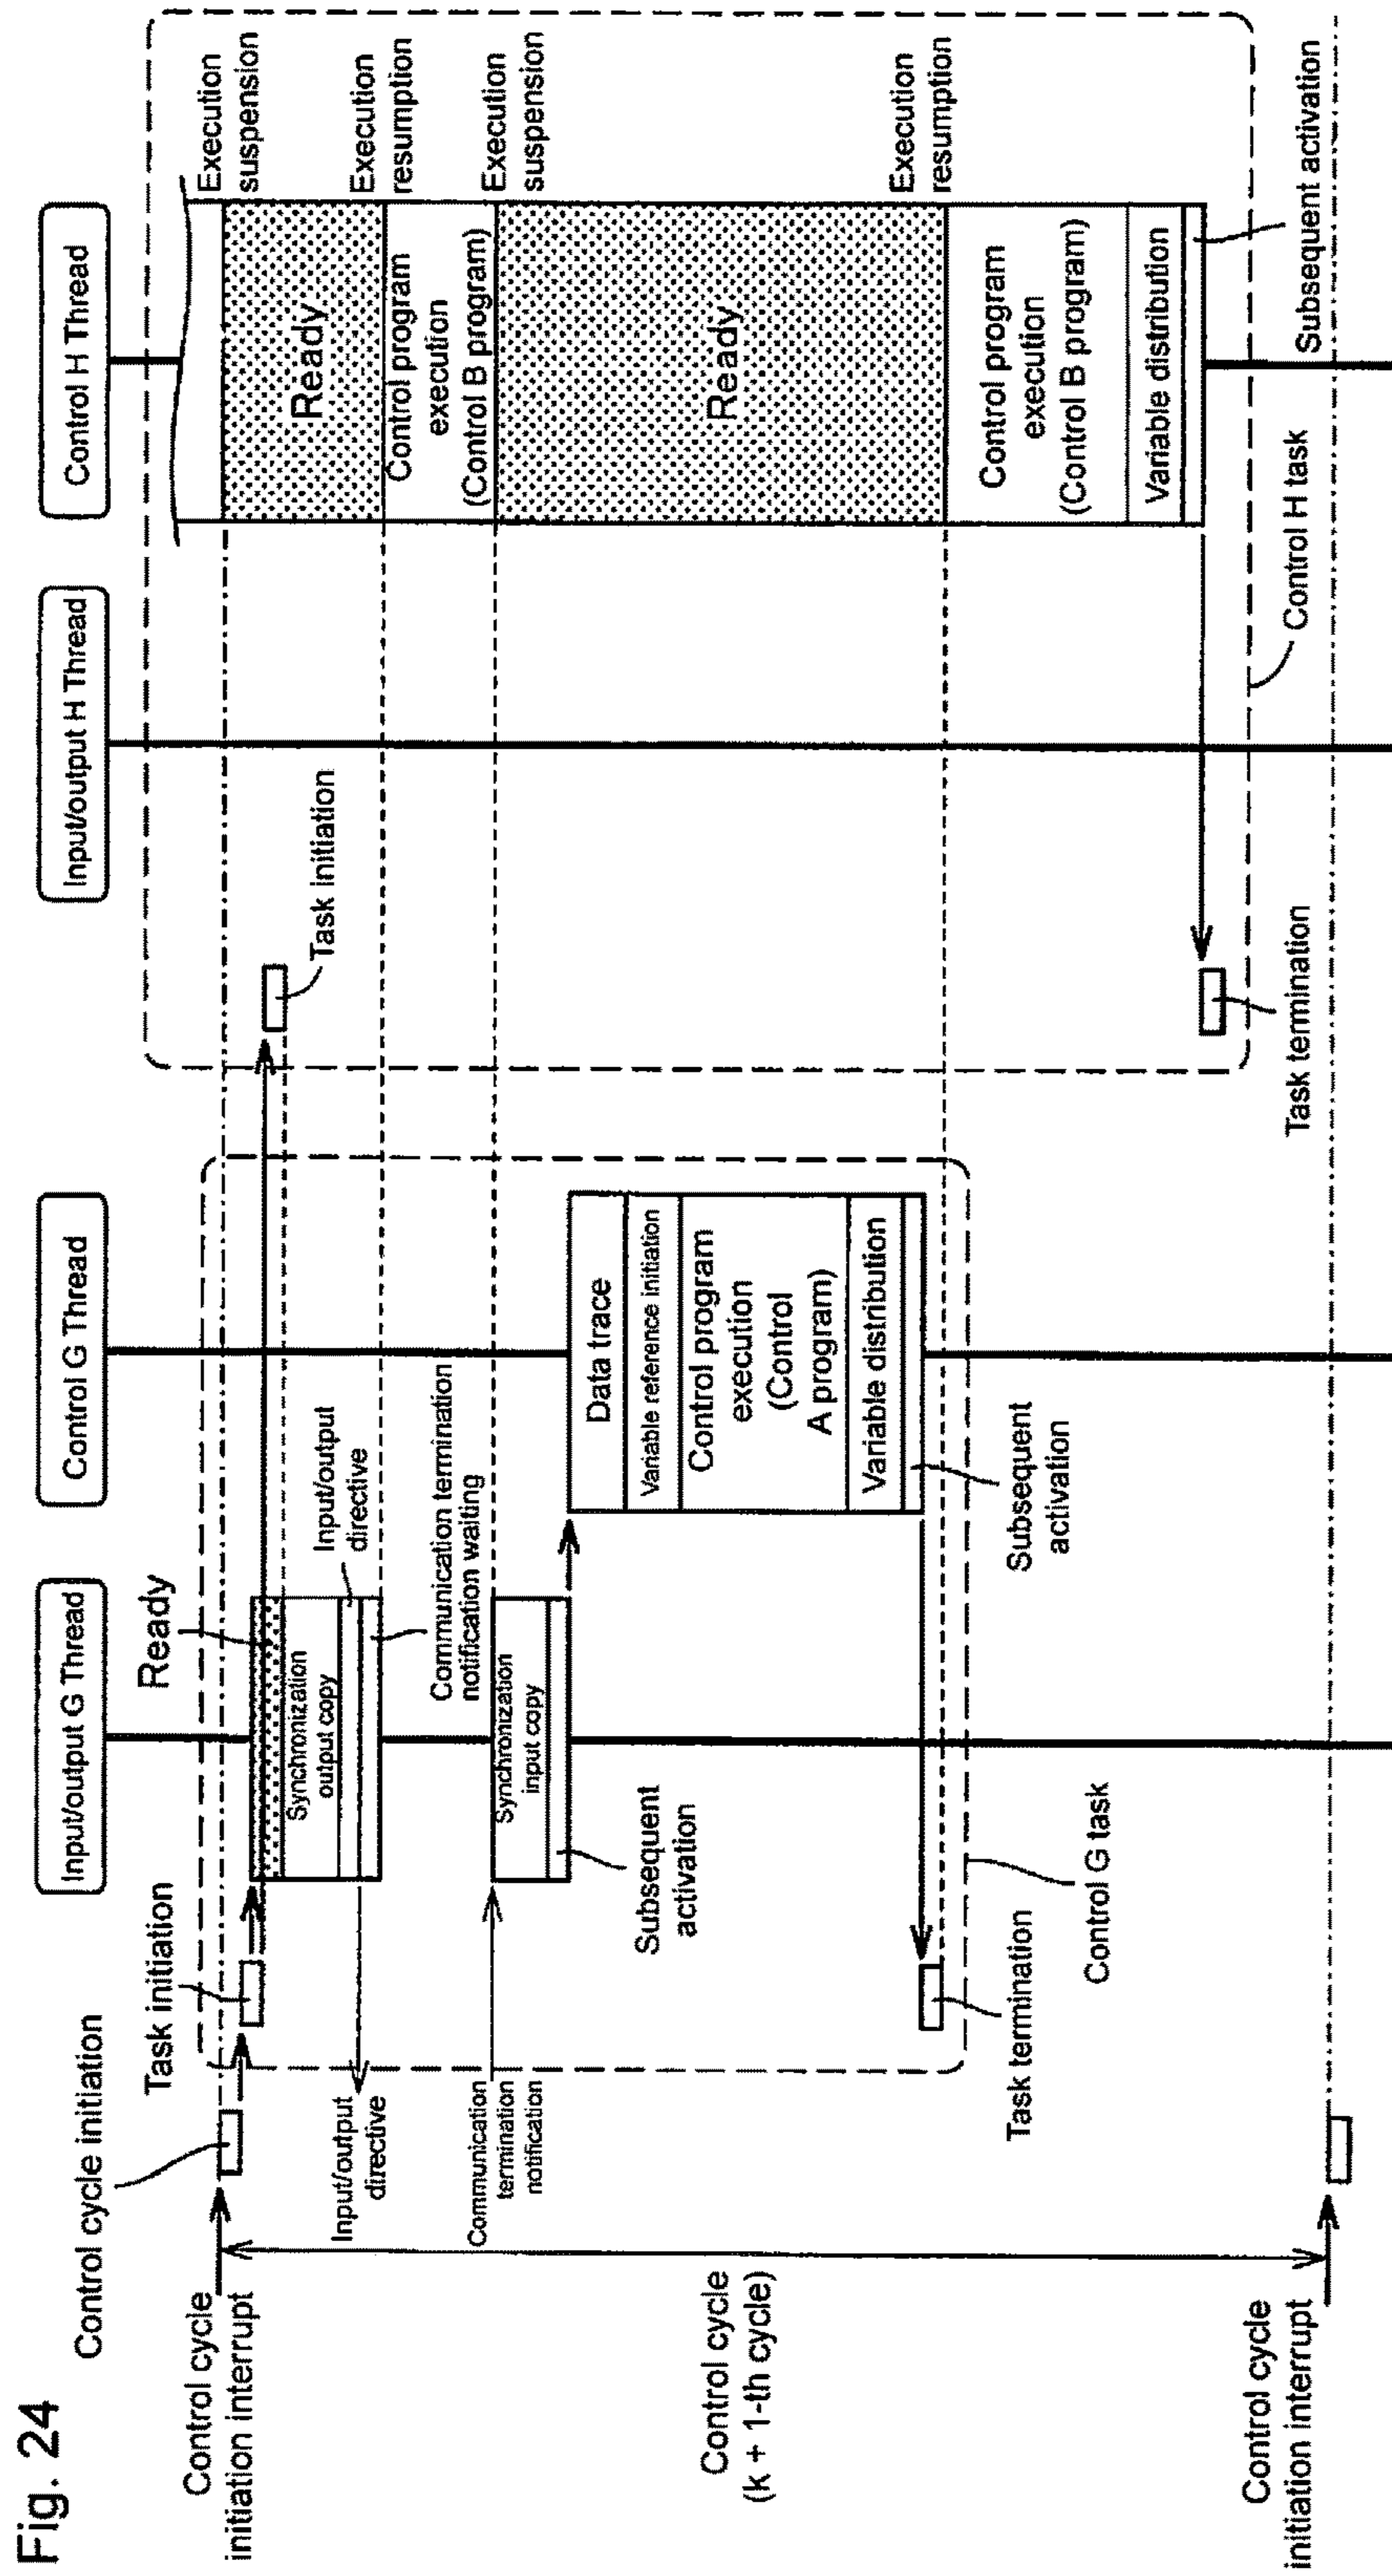 Fig. 24
Input/output G Thread
Control G Thread
Input/output H Thread
Control H Thread
Control cycle initiation
Control cycle
initiation interrupt
Task initiation
Ready
Synchronization
output copy
Input/output
directive
Input/output
directive
Communication termination
notification waiting
Communication
termination
notification
Synchronization
input copy
Subsequent
activation
Data trace
Variable reference initiation
Control program
execution
(Control
A program)
Variable distribution
Subsequent
activation
Task termination
Control G task
Task initiation
Execution
suspension
Ready
Execution
resumption
Control program
execution
(Control B program)
Execution
suspension
Ready
Execution
resumption
Control program
execution
(Control B program)
Variable distribution
Subsequent activation
Control H task
Task termination
Control cycle
(k + 1-th cycle)
Control cycle
initiation interrupt